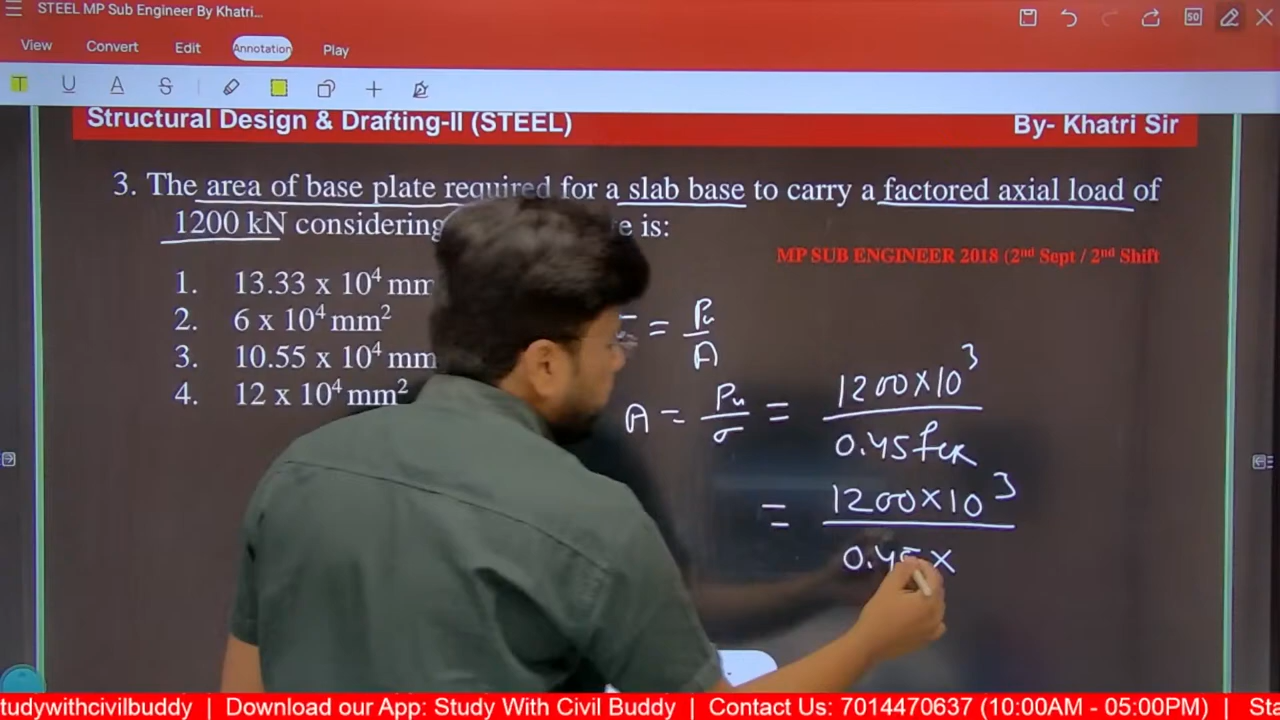 STEEL MP Sub Engineer By Khatri...
50
View Convert Edit Annotation Play
T U A S
Structural Design & Drafting-II (STEEL) By- Khatri Sir
3. The area of base plate required for a slab base to carry a factored axial load of
1200 kN considering e is:
MP SUB ENGINEER 2018 (2nd Sept / 2nd Shift
1. 13.33 x 10⁴ mm
2. 6 x 10⁴ mm²
3. 10.55 x 10⁴ mm
4. 12 x 10⁴ mm²
= Pu/A
A = Pu/σ = 1200×10³/0.45fck
= 1200×10³/0.45×
tudywithcivilbuddy | Download our App: Study With Civil Buddy | Contact Us: 7014470637 (10:00AM - 05:00PM) | Sta